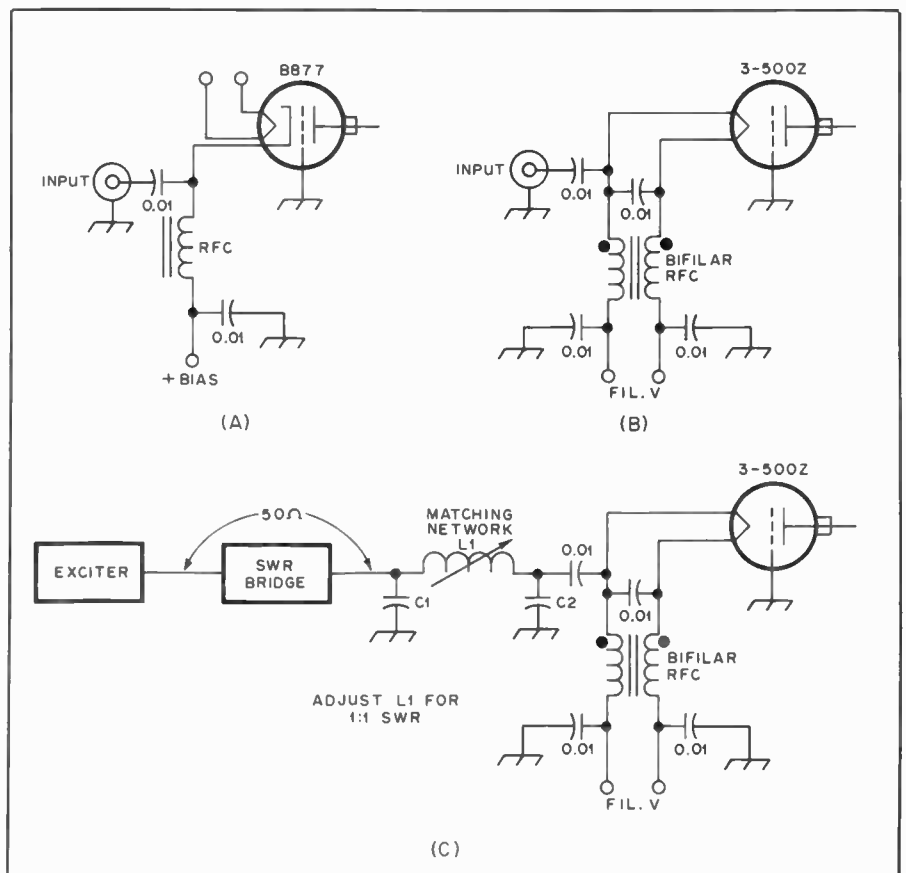 8877
INPUT
0.01
RFC
0.01
+ BIAS
(A)
3-500Z
INPUT
0.01
0.01
BIFILAR
RFC
0.01
0.01
FIL. V
(B)
EXCITER
50Ω
SWR
BRIDGE
MATCHING
NETWORK
L1
C1
C2
0.01
3-500Z
0.01
BIFILAR
RFC
ADJUST L1 FOR
1:1 SWR
0.01
0.01
FIL. V
(C)